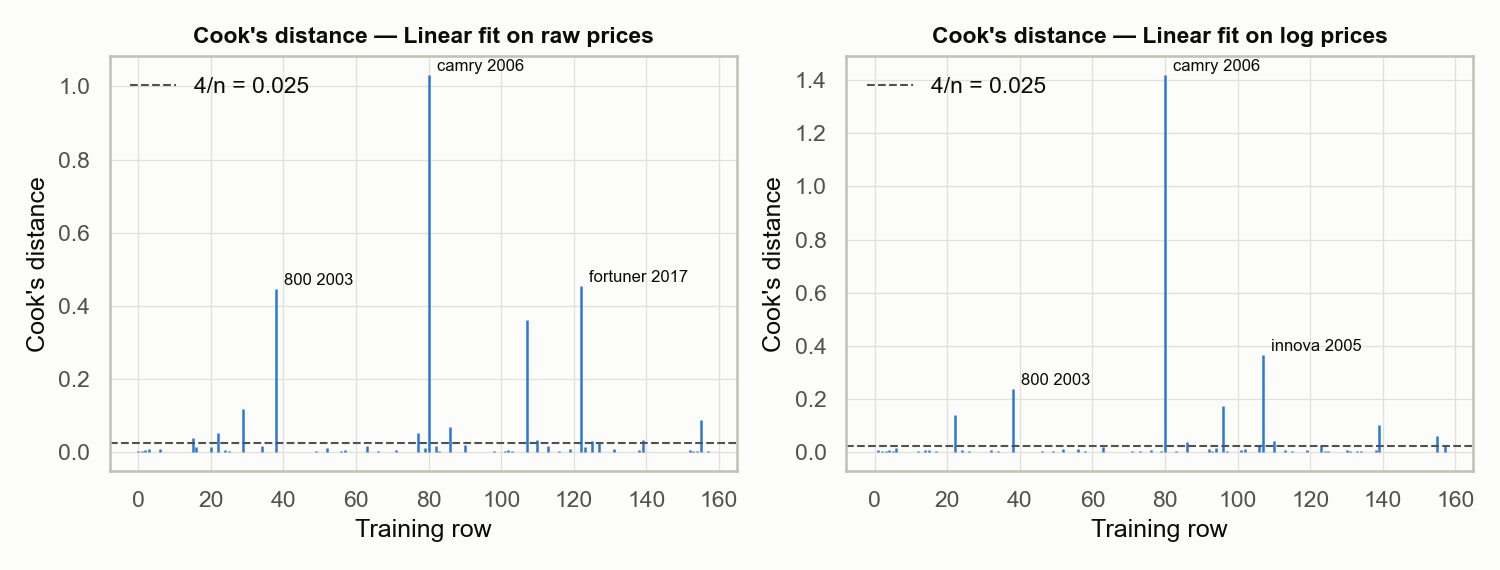 Cook's distance — Linear fit on raw prices
4/n = 0.025
camry 2006
800 2003
fortuner 2017
1.0
0.8
0.6
0.4
0.2
0.0
Cook's distance
0 20 40 60 80 100 120 140 160
Training row
Cook's distance — Linear fit on log prices
4/n = 0.025
camry 2006
innova 2005
800 2003
1.4
1.2
1.0
0.8
0.6
0.4
0.2
0.0
Cook's distance
0 20 40 60 80 100 120 140 160
Training row